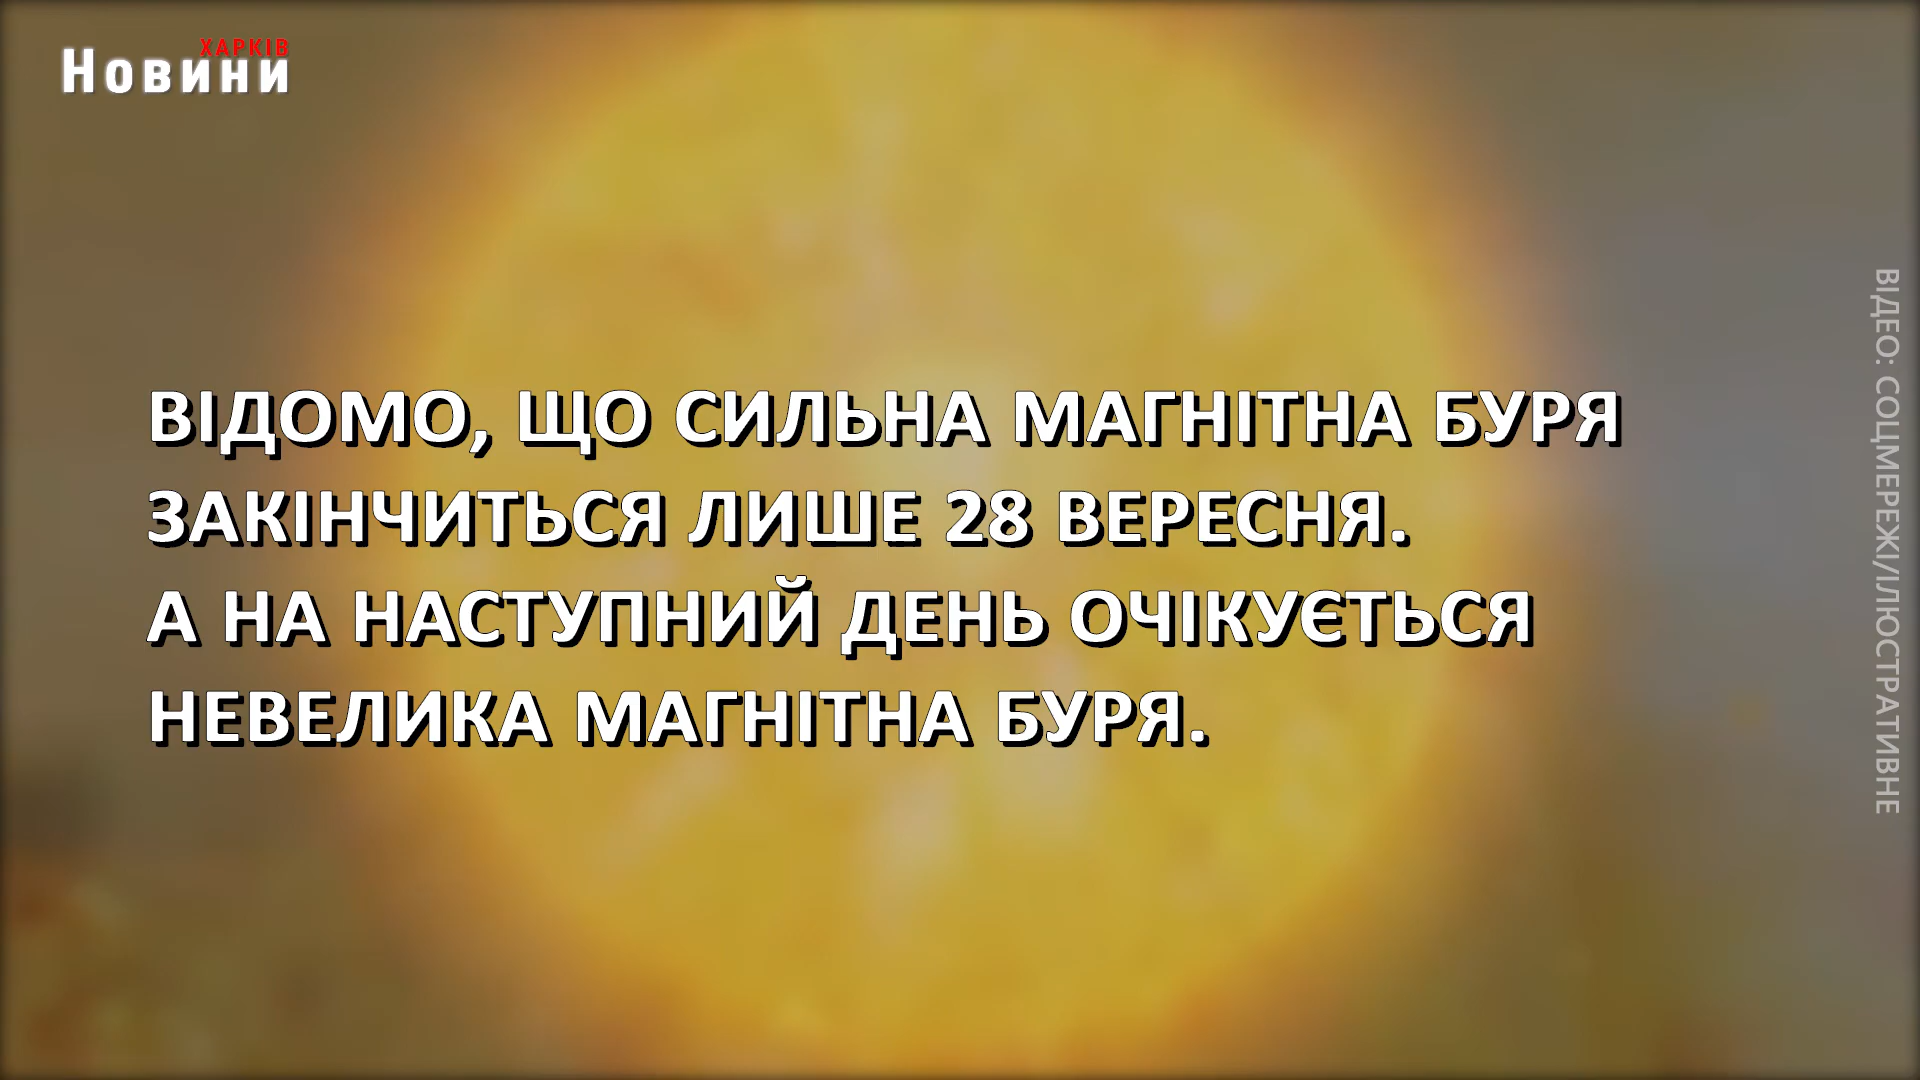 ХАРКІВ
Новини
ВІДОМО, ЩО СИЛЬНА МАГНІТНА БУРЯ
ЗАКІНЧИТЬСЯ ЛИШЕ 28 ВЕРЕСНЯ.
А НА НАСТУПНИЙ ДЕНЬ ОЧІКУЄТЬСЯ
НЕВЕЛИКА МАГНІТНА БУРЯ.
ВІДЕО: СОЦМЕРЕЖІ/ІЛЮСТРАТИВНЕ